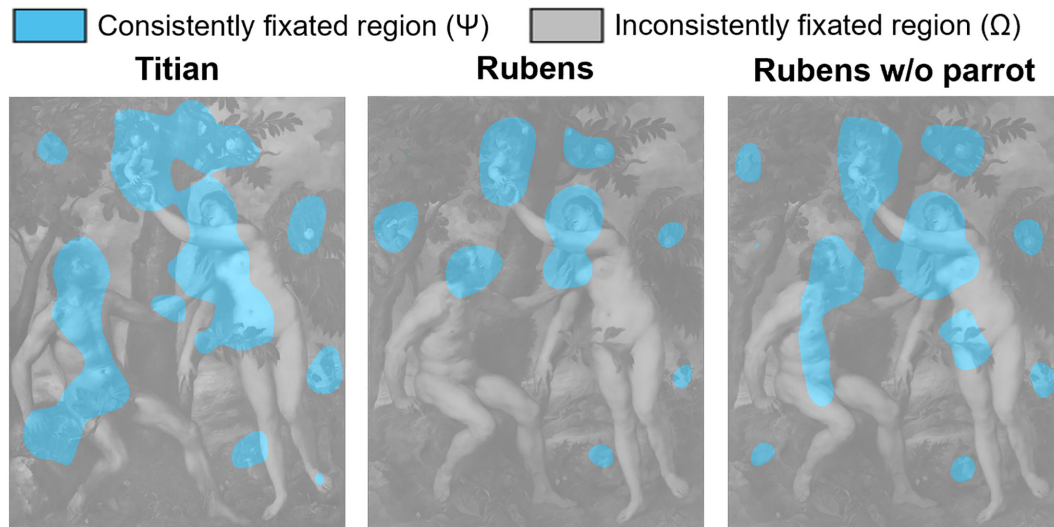 Consistently fixated region (Ψ) Inconsistently fixated region (Ω)
Titian Rubens Rubens w/o parrot